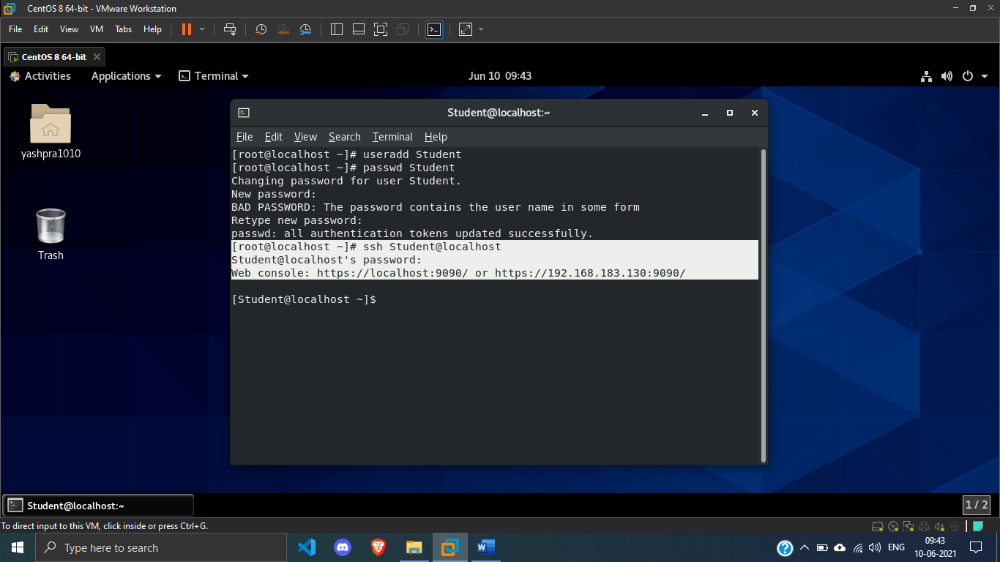 CentOS 8 64-bit - VMware Workstation
File Edit View VM Tabs Help
CentOS 8 64-bit
Activities Applications Terminal Jun 10 09:43
yashpra1010
Trash
Student@localhost:~
File Edit View Search Terminal Help
[root@localhost ~]# useradd Student
[root@localhost ~]# passwd Student
Changing password for user Student.
New password:
BAD PASSWORD: The password contains the user name in some form
Retype new password:
passwd: all authentication tokens updated successfully.
[root@localhost ~]# ssh Student@localhost
Student@localhost's password:
Web console: https://localhost:9090/ or https://192.168.183.130:9090/
[Student@localhost ~]$
Student@localhost:~
1 / 2
To direct input to this VM, click inside or press Ctrl+G.
Type here to search
ENG
09:43
10-06-2021